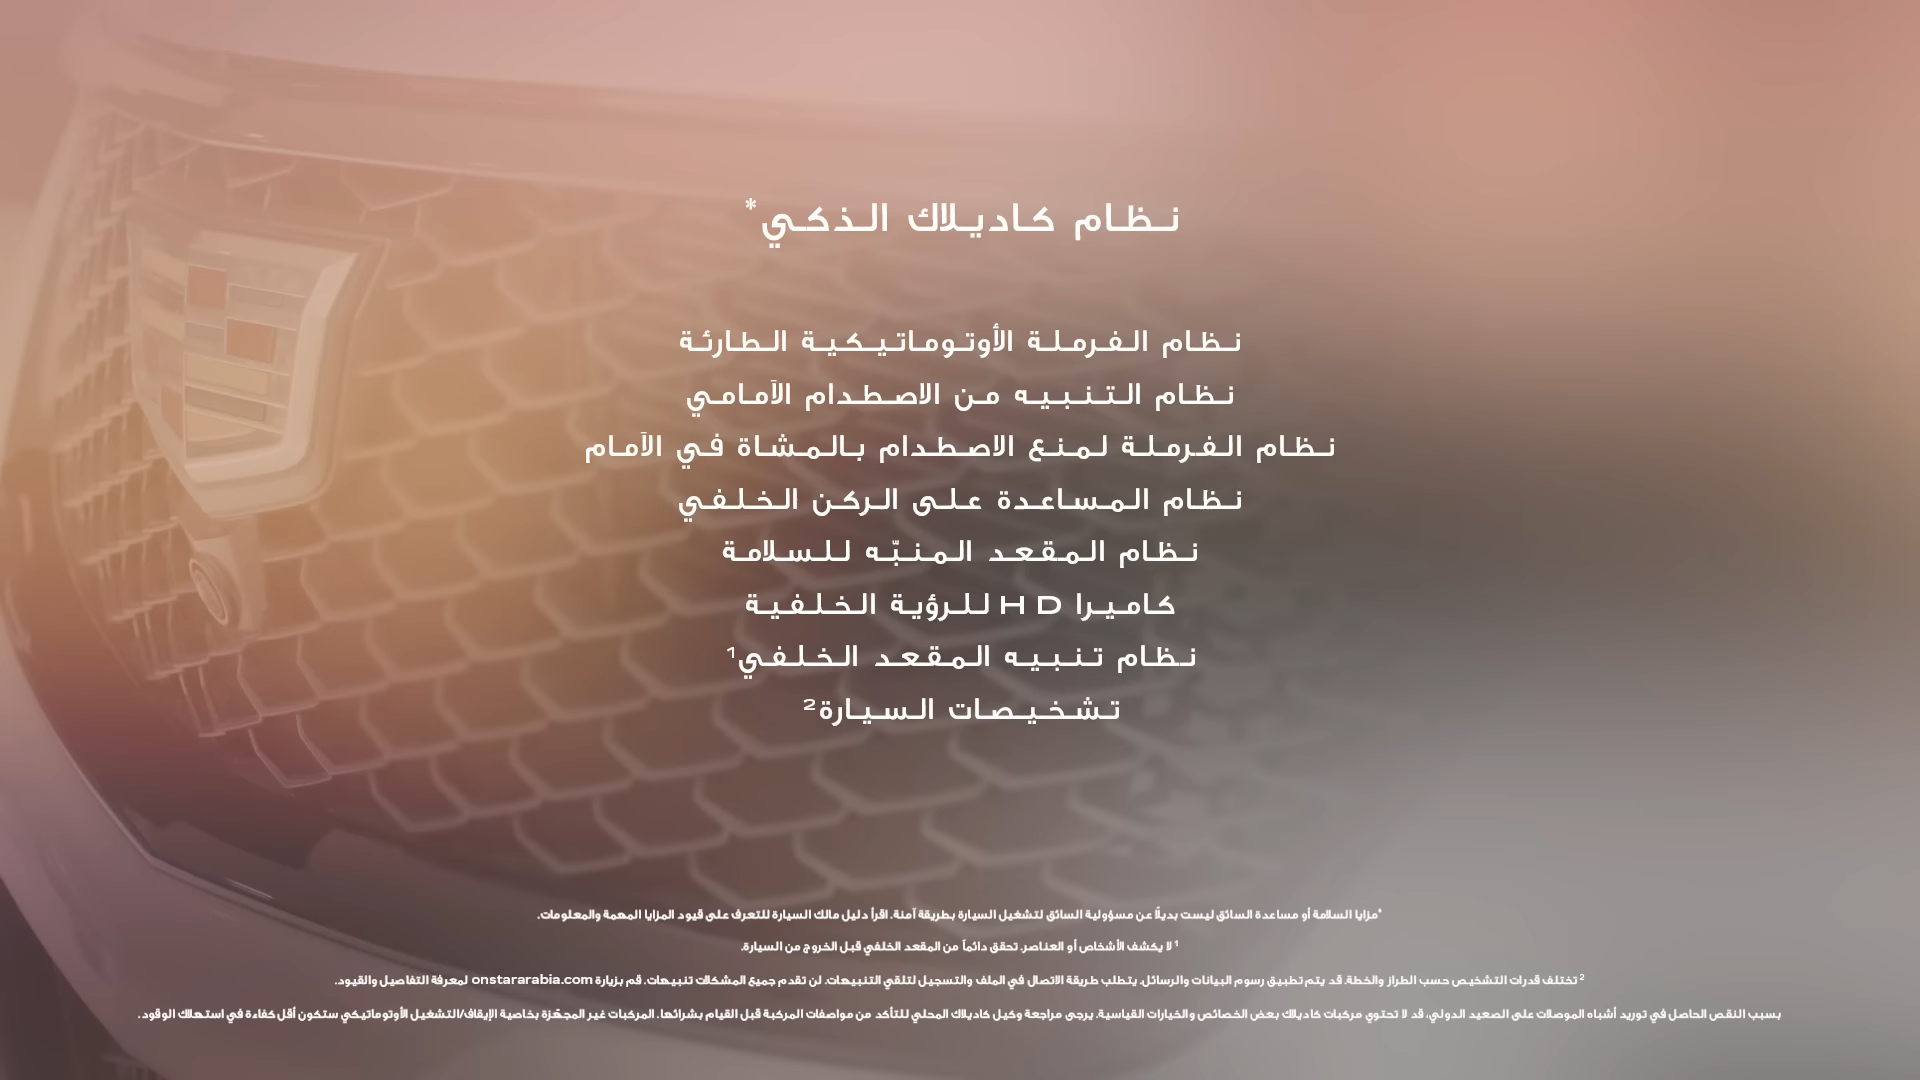 نظام كاديلاك الذكي*
نظام الفرملة الأوتوماتيكية الطارئة
نظام التنبيه من الاصطدام الأمامي
نظام الفرملة لمنع الاصطدام بالمشاة في الأمام
نظام المساعدة على الركن الخلفي
نظام المقعد المنبّه للسلامة
كاميرا HD للرؤية الخلفية
نظام تنبيه المقعد الخلفي¹
تشخيصات السيارة²
*مزايا السلامة أو مساعدة السائق ليست بديلًا عن مسؤولية السائق لتشغيل السيارة بطريقة آمنة. اقرأ دليل مالك السيارة للتعرف على قيود المزايا المهمة والمعلومات.
¹ لا يكشف الأشخاص أو العناصر. تحقق دائماً من المقعد الخلفي قبل الخروج من السيارة.
² تختلف قدرات التشخيص حسب الطراز والخطة. قد يتم تطبيق رسوم البيانات والرسائل. يتطلب طريقة الاتصال في الملف والتسجيل لتلقي التنبيهات. لن تقدم جميع المشكلات تنبيهات. قم بزيارة onstararabia.com لمعرفة التفاصيل والقيود.
بسبب النقص الحاصل في توريد أشباه الموصلات على الصعيد الدولي، قد لا تحتوي مركبات كاديلاك بعض الخصائص والخيارات القياسية. يرجى مراجعة وكيل كاديلاك المحلي للتأكد من مواصفات المركبة قبل القيام بشرائها. المركبات غير المجهّزة بخاصية الإيقاف/التشغيل الأوتوماتيكي ستكون أقل كفاءة في استهلاك الوقود.